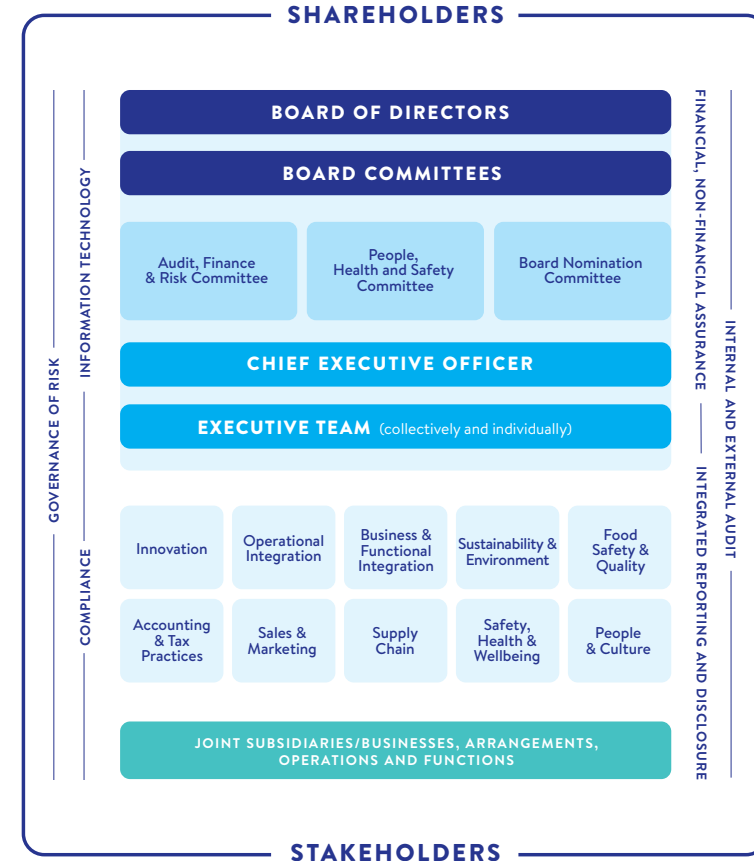 SHAREHOLDERS
BOARD OF DIRECTORS
BOARD COMMITTEES
Audit, Finance
& Risk Committee
People,
Health and Safety
Committee
Board Nomination
Committee
CHIEF EXECUTIVE OFFICER
EXECUTIVE TEAM (collectively and individually)
Innovation
Operational
Integration
Business &
Functional
Integration
Sustainability &
Environment
Food
Safety &
Quality
Accounting
& Tax
Practices
Sales &
Marketing
Supply
Chain
Safety,
Health &
Wellbeing
People
& Culture
JOINT SUBSIDIARIES/BUSINESSES, ARRANGEMENTS,
OPERATIONS AND FUNCTIONS
GOVERNANCE OF RISK
INFORMATION TECHNOLOGY
COMPLIANCE
FINANCIAL, NON-FINANCIAL ASSURANCE
INTEGRATED REPORTING AND DISCLOSURE
INTERNAL AND EXTERNAL AUDIT
STAKEHOLDERS